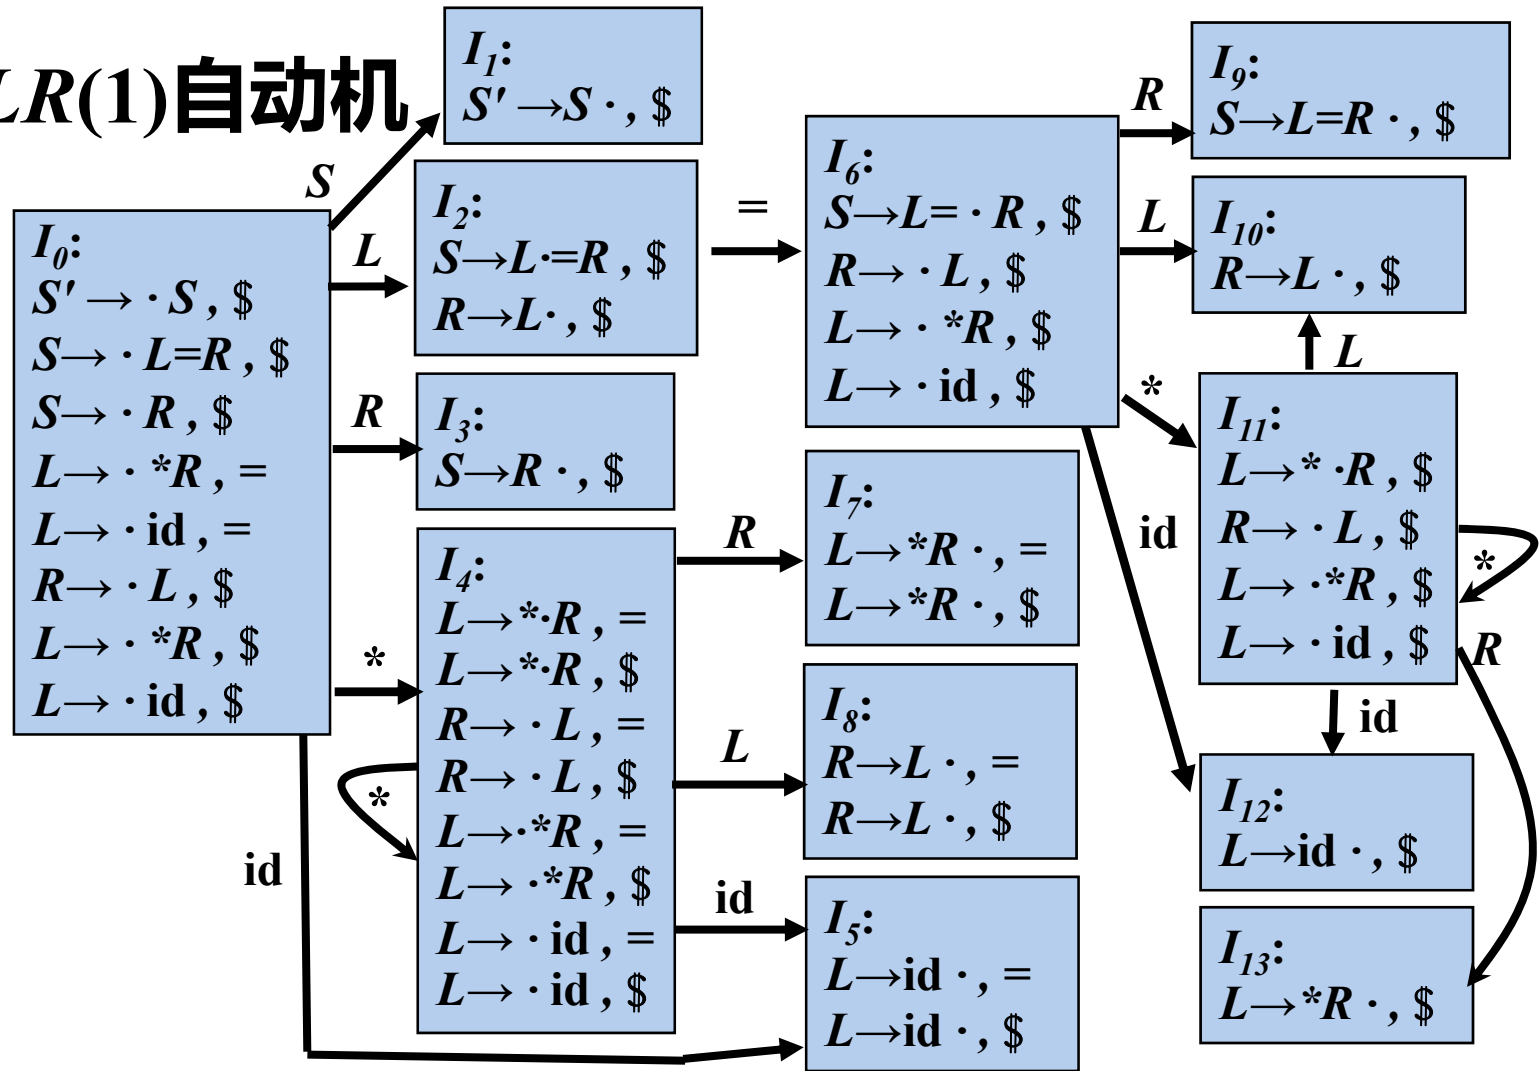 LR(1)自动机
S
I1:
S' →S · , $
L
I0:
S' → · S , $
S→ · L=R , $
S→ · R , $
L→ · *R , =
L→ · id , =
R→ · L , $
L→ · *R , $
L→ · id , $
I2:
S→L·=R , $
R→L· , $
R
I3:
S→R · , $
*
I4:
L→*·R , =
L→*·R , $
R→ · L , =
R→ · L , $
L→·*R , =
L→ ·*R , $
L→ · id , =
L→ · id , $
*
id
=
I6:
S→L= · R , $
R→ · L , $
L→ · *R , $
L→ · id , $
R
I7:
L→*R · , =
L→*R · , $
L
I8:
R→L · , =
R→L · , $
id
I5:
L→id · , =
L→id · , $
R
I9:
S→L=R · , $
L
I10:
R→L · , $
L
*
I11:
L→* ·R , $
R→ · L , $
L→ ·*R , $
L→ · id , $
*
R
id
id
I12:
L→id · , $
I13:
L→*R · , $